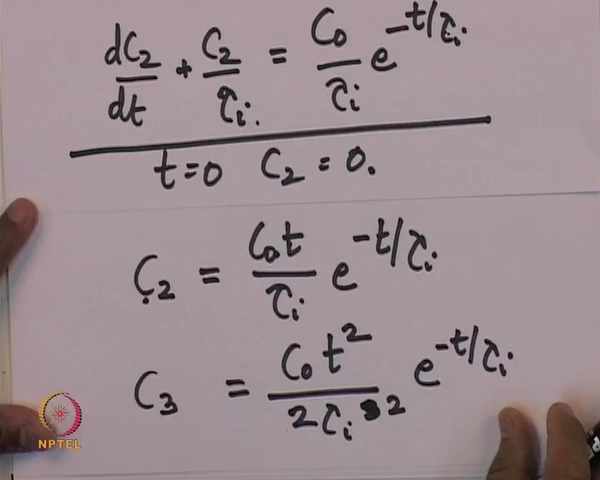 dC₂/dt + C₂/τᵢ. = C₀/τᵢ e^(-t/τᵢ)
t=0 C₂ = 0.
C₂ = C₀t/τᵢ e^(-t/τᵢ)
C₃ = C₀t²/2τᵢ² e^(-t/τᵢ)
NPTEL